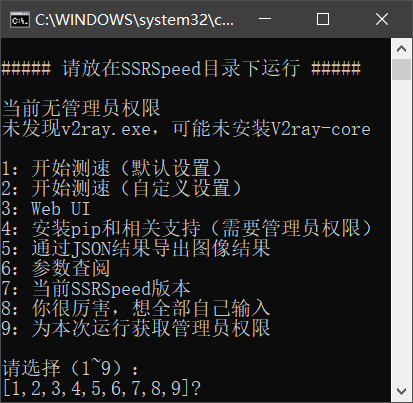 C:\WINDOWS\system32\c...
##### 请放在SSRSpeed目录下运行 #####
当前无管理员权限
未发现v2ray.exe，可能未安装V2ray-core
1：开始测速（默认设置）
2：开始测速（自定义设置）
3：Web UI
4：安装pip和相关支持（需要管理员权限）
5：通过JSON结果导出图像结果
6：参数查阅
7：当前SSRSpeed版本
8：你很厉害，想全部自己输入
9：为本次运行获取管理员权限
请选择（1~9）：
[1,2,3,4,5,6,7,8,9]?